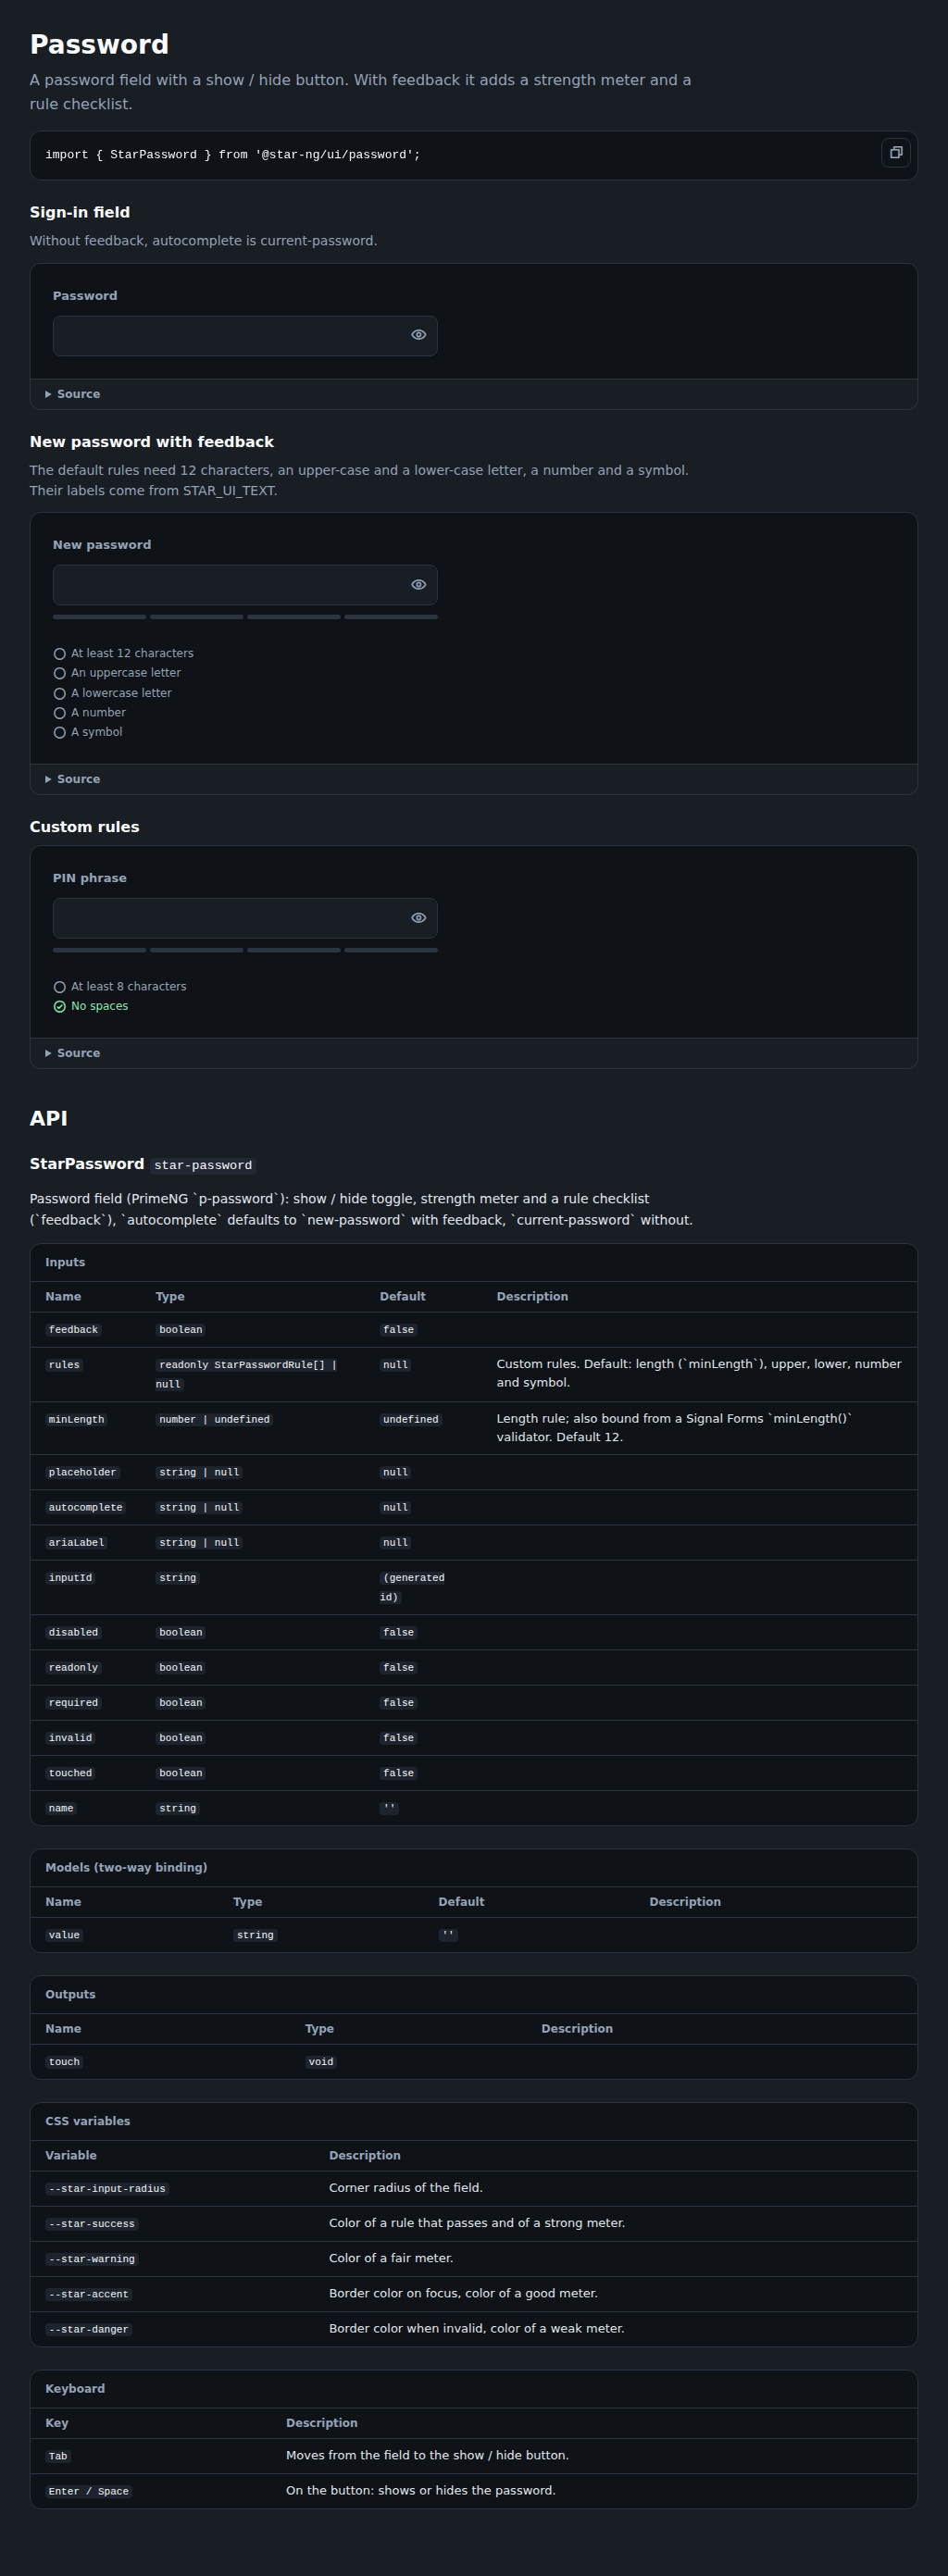 Password
A password field with a show / hide button. With feedback it adds a strength meter and a
rule checklist.
import { StarPassword } from '@star-ng/ui/password';
Sign-in field
Without feedback, autocomplete is current-password.
Password
Source
New password with feedback
The default rules need 12 characters, an upper-case and a lower-case letter, a number and a symbol.
Their labels come from STAR_UI_TEXT.
New password
At least 12 characters
An uppercase letter
A lowercase letter
A number
A symbol
Source
Custom rules
PIN phrase
At least 8 characters
No spaces
Source
API
StarPassword star-password
Password field (PrimeNG `p-password`): show / hide toggle, strength meter and a rule checklist
(`feedback`), `autocomplete` defaults to `new-password` with feedback, `current-password` without.
Inputs
Name Type Default Description
feedback boolean false
rules readonly StarPasswordRule[] | null Custom rules. Default: length (`minLength`), upper, lower, number
null and symbol.
minLength number | undefined undefined Length rule; also bound from a Signal Forms `minLength()`
validator. Default 12.
placeholder string | null null
autocomplete string | null null
ariaLabel string | null null
inputId string (generated
id)
disabled boolean false
readonly boolean false
required boolean false
invalid boolean false
touched boolean false
name string ''
Models (two-way binding)
Name Type Default Description
value string ''
Outputs
Name Type Description
touch void
CSS variables
Variable Description
--star-input-radius Corner radius of the field.
--star-success Color of a rule that passes and of a strong meter.
--star-warning Color of a fair meter.
--star-accent Border color on focus, color of a good meter.
--star-danger Border color when invalid, color of a weak meter.
Keyboard
Key Description
Tab Moves from the field to the show / hide button.
Enter / Space On the button: shows or hides the password.